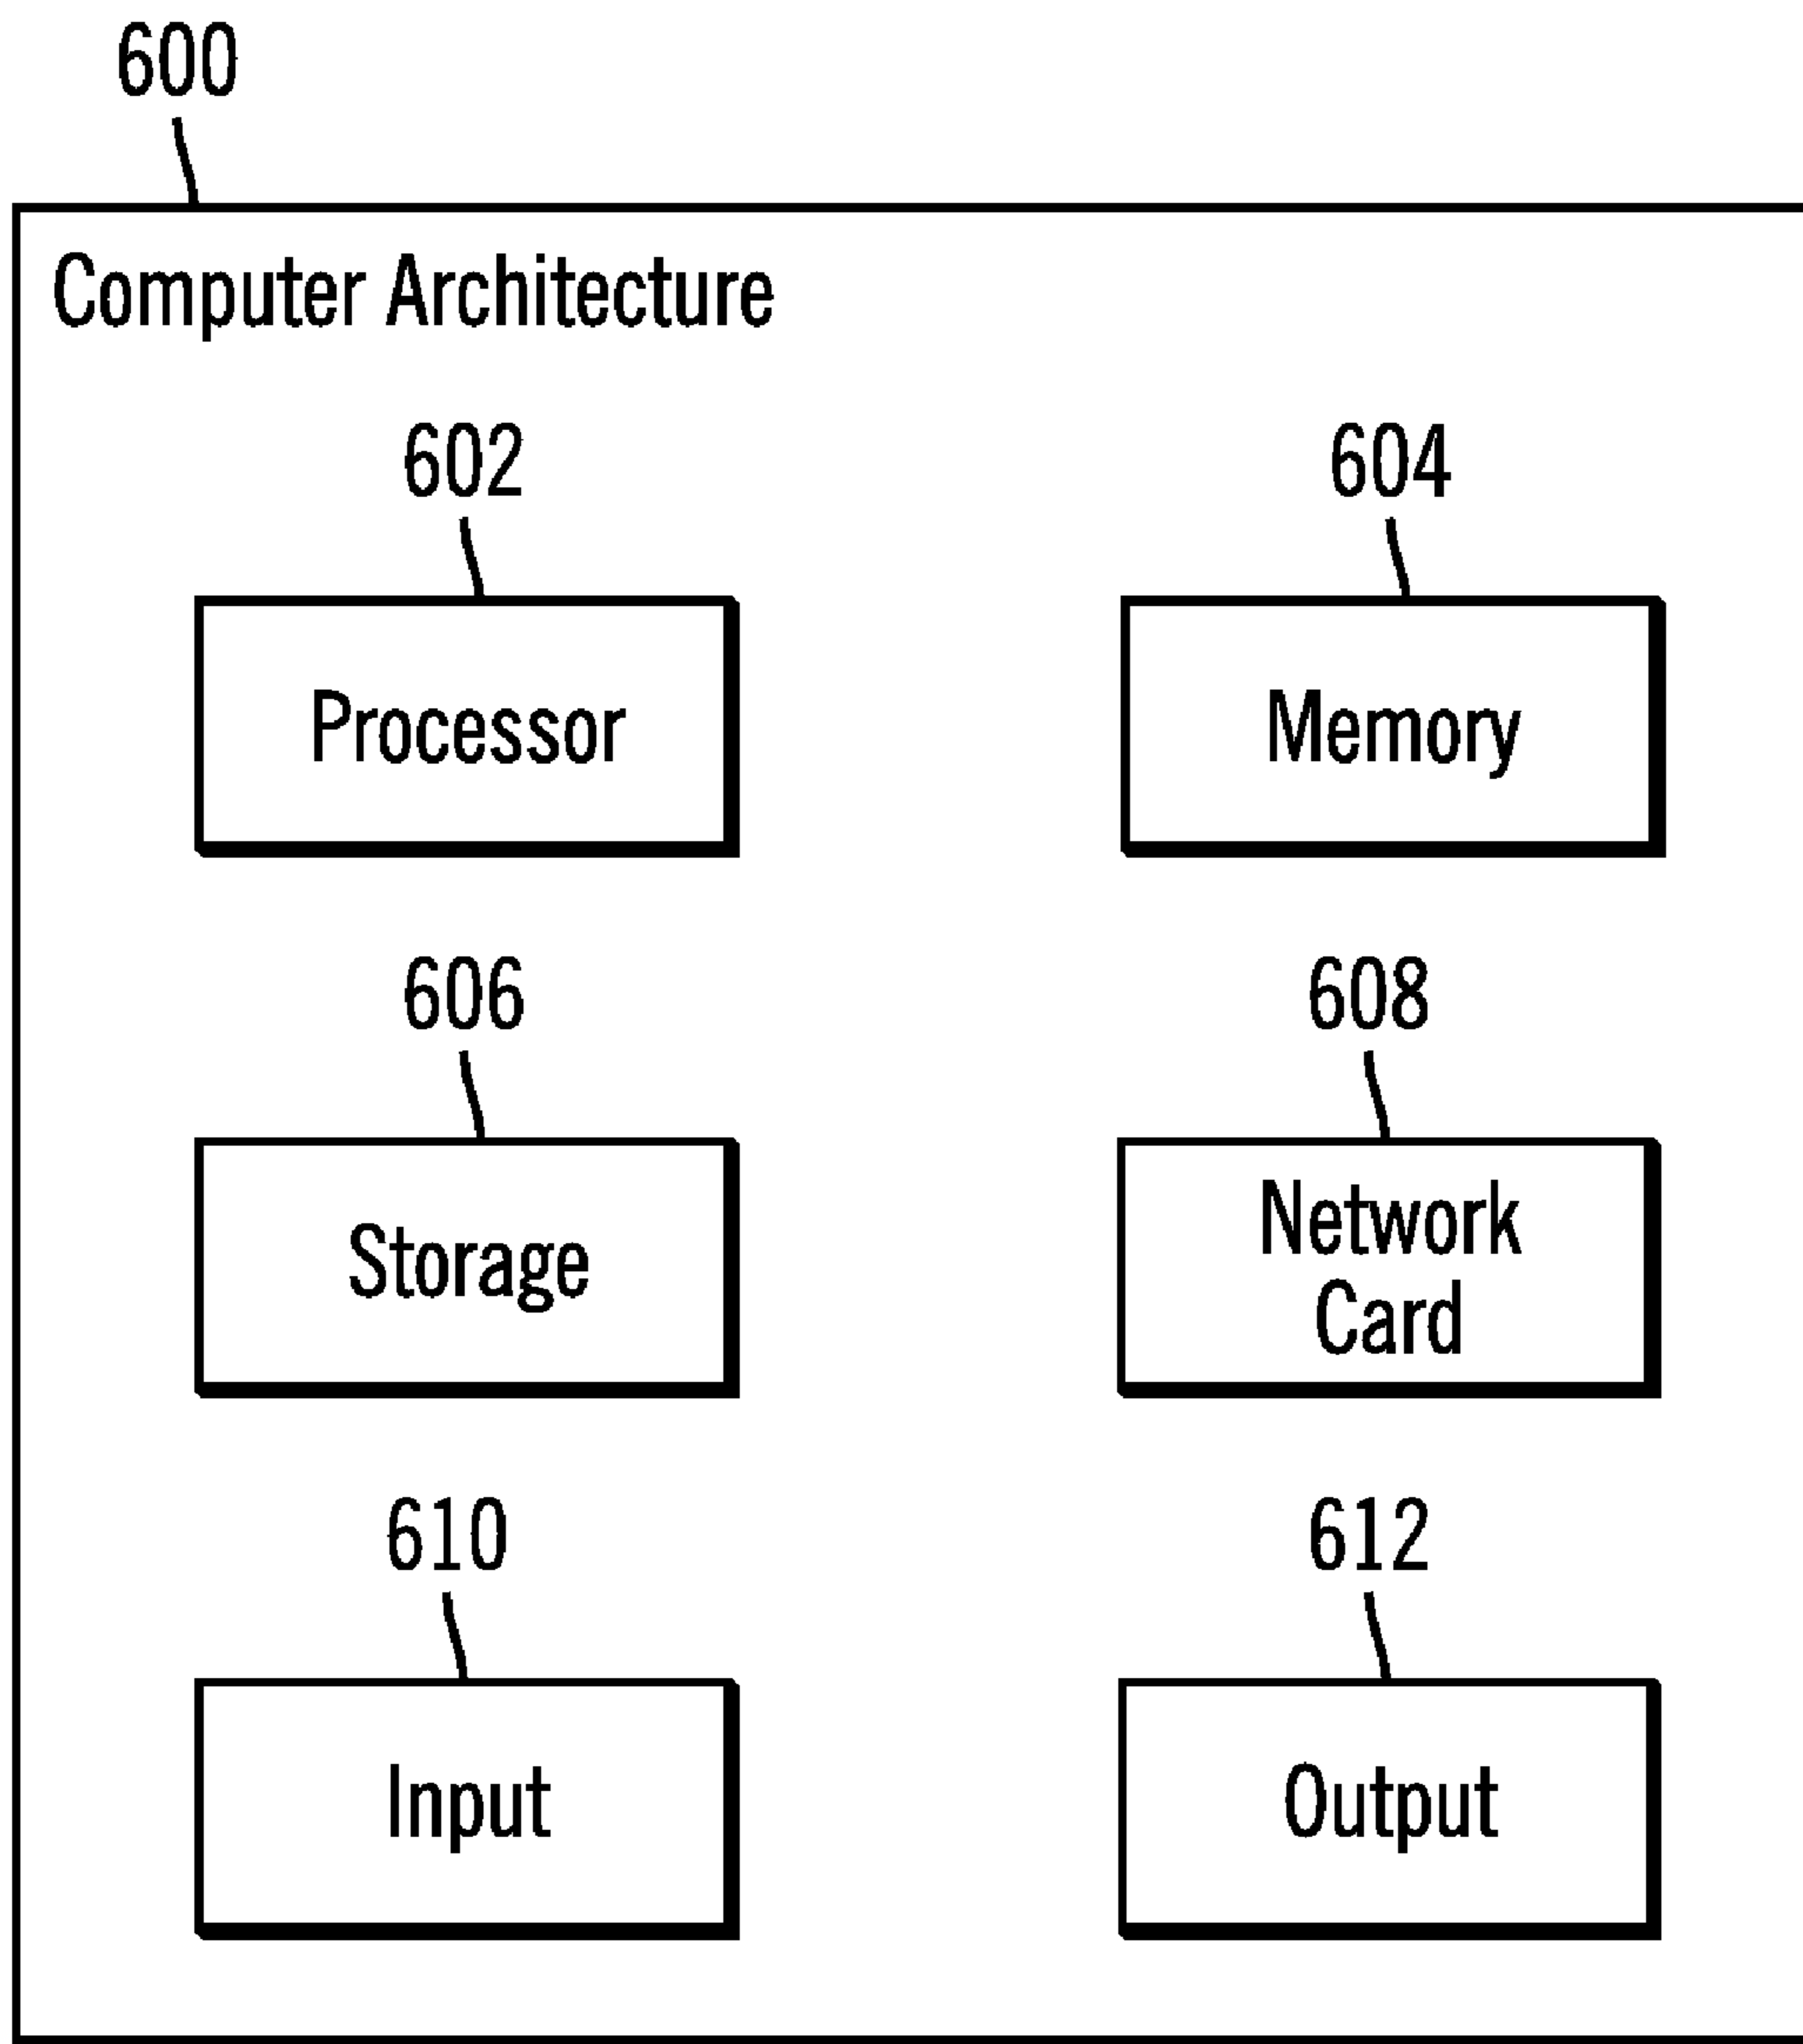 600
Computer Architecture
602
604
Processor
Memory
606
608
Storage
Network
Card
610
612
Input
Output